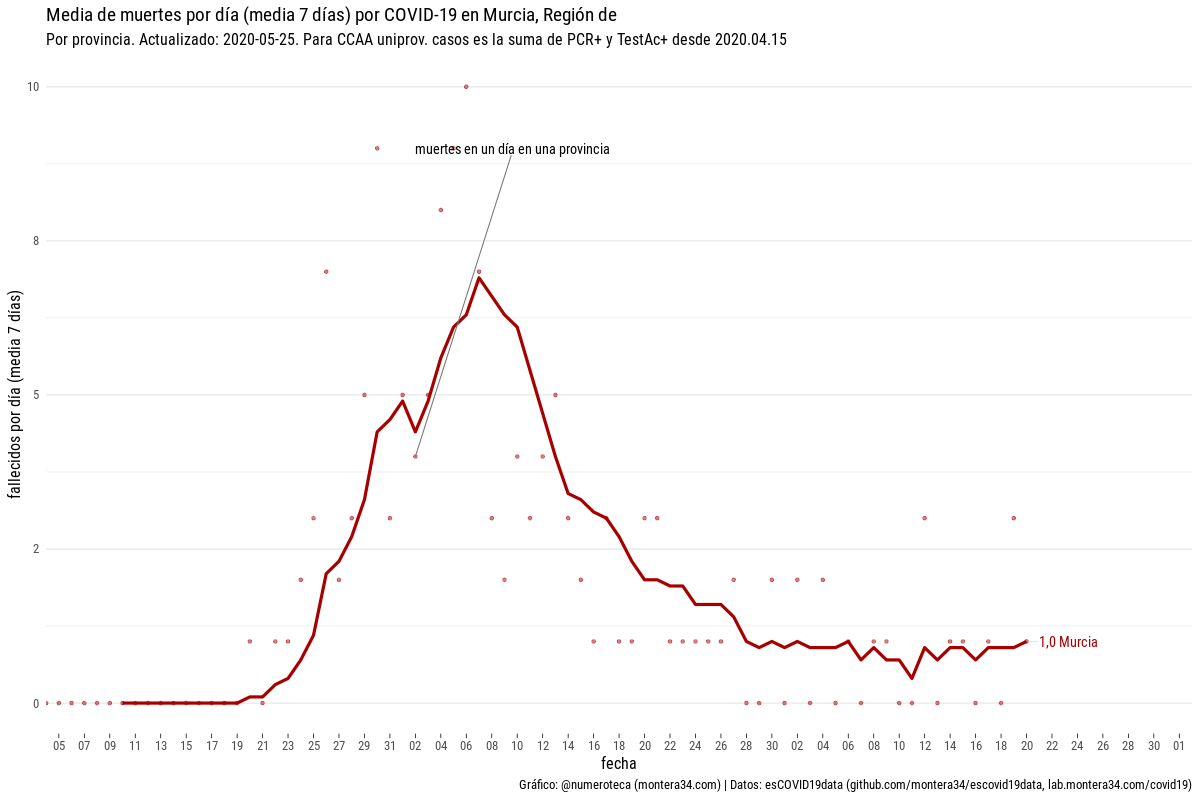 Media de muertes por día (media 7 días) por COVID-19 en Murcia, Región de
Por provincia. Actualizado: 2020-05-25. Para CCAA uniprov. casos es la suma de PCR+ y TestAc+ desde 2020.04.15
10
muertes en un día en una provincia
8
fallecidos por día (media 7 días)
5
2
1,0 Murcia
0
05 07 09 11 13 15 17 19 21 23 25 27 29 31 02 04 06 08 10 12 14 16 18 20 22 24 26 28 30 02 04 06 08 10 12 14 16 18 20 22 24 26 28 30 01
fecha
Gráfico: @numeroteca (montera34.com) | Datos: esCOVID19data (github.com/montera34/escovid19data, lab.montera34.com/covid19)